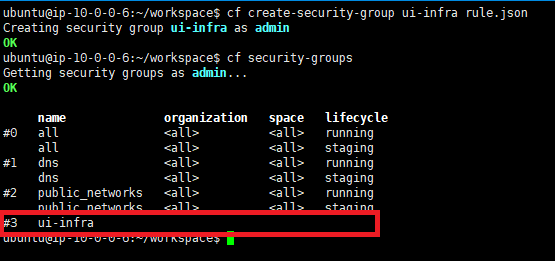 ubuntu@ip-10-0-0-6:~/workspace$ cf create-security-group ui-infra rule.json
Creating security group ui-infra as admin
OK
ubuntu@ip-10-0-0-6:~/workspace$ cf security-groups
Getting security groups as admin...
OK
name organization space lifecycle
#0 all <all> <all> running
all <all> <all> staging
#1 dns <all> <all> running
dns <all> <all> staging
#2 public_networks <all> <all> running
public_networks <all> <all> staging
#3 ui-infra
ubuntu@ip-10-0-0-6:~/workspace$